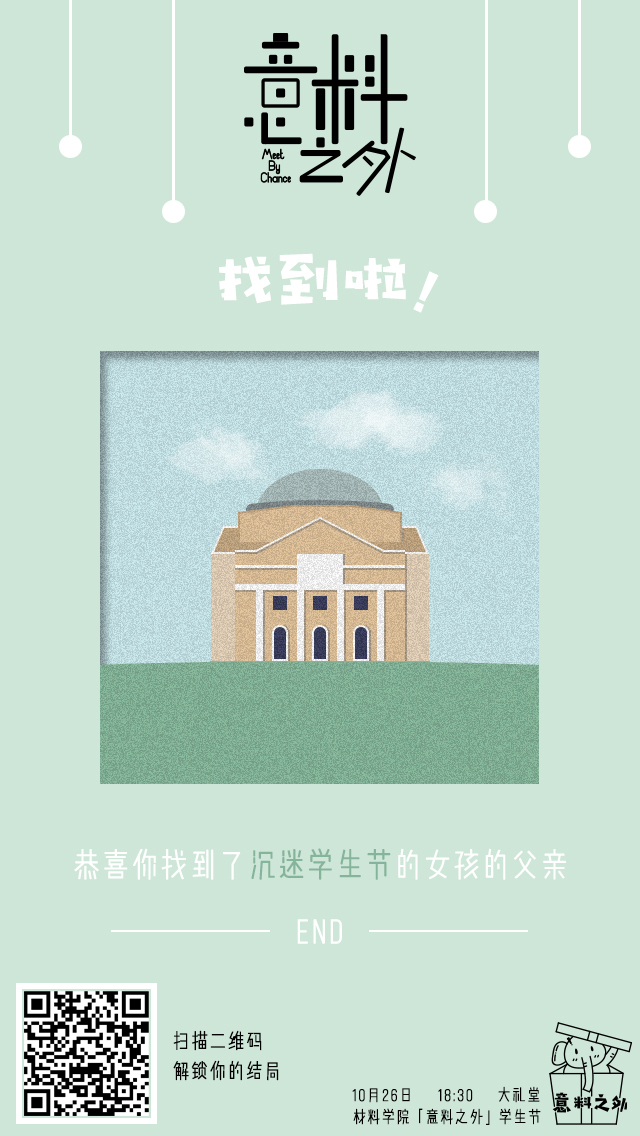 意料之外
Meet
By
Chance
找到啦!
恭喜你找到了沉迷学生节的女孩的父亲
END
扫描二维码
解锁你的结局
10月26日 18:30 大礼堂
材料学院「意料之外」学生节
意料之外